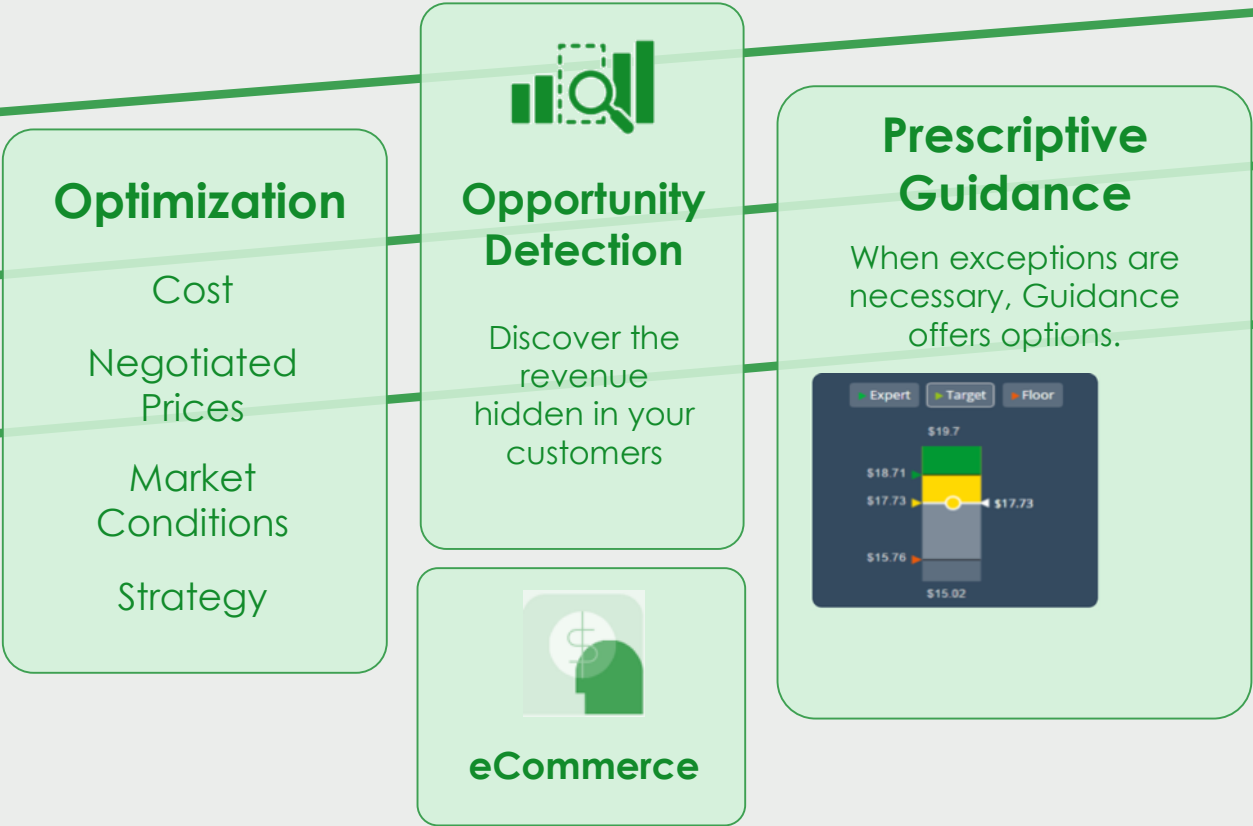 Optimization
Cost
Negotiated
Prices
Market
Conditions
Strategy
Opportunity
Detection
Discover the
revenue
hidden in your
customers
$
eCommerce
Prescriptive
Guidance
When exceptions are
necessary, Guidance
offers options.
Expert Target Floor
$19.7
$18.71
$17.73 $17.73
$15.76
$15.02